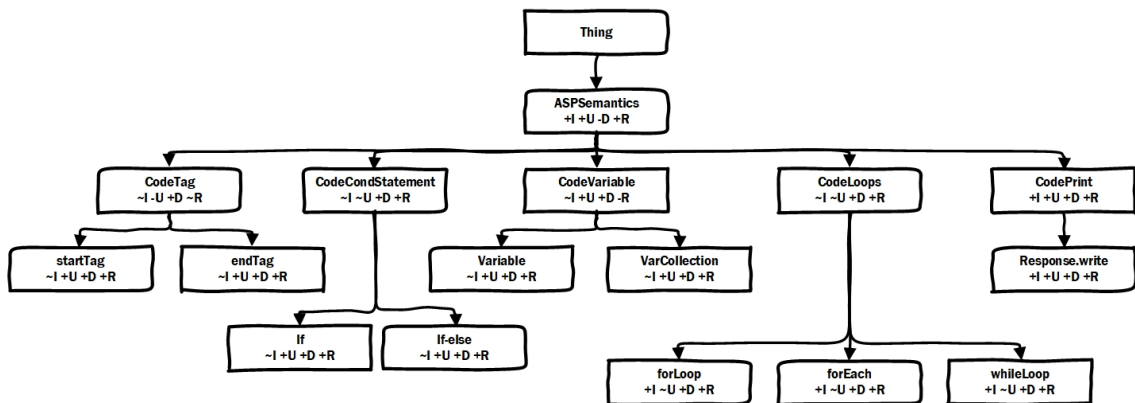 Thing
ASPSemantics
+I +U -D +R
CodeTag
~I -U +D ~R
CodeCondStatement
~I ~U +D +R
CodeVariable
~I +U +D -R
CodeLoops
~I ~U +D +R
CodePrint
+I +U +D +R
startTag
~I +U +D +R
endTag
~I +U +D +R
Variable
~I +U +D +R
VarCollection
~I +U +D +R
Response.write
+I +U +D +R
If
~I +U +D +R
If-else
~I +U +D +R
forLoop
+I ~U +D +R
forEach
+I ~U +D +R
whileLoop
+I ~U +D +R